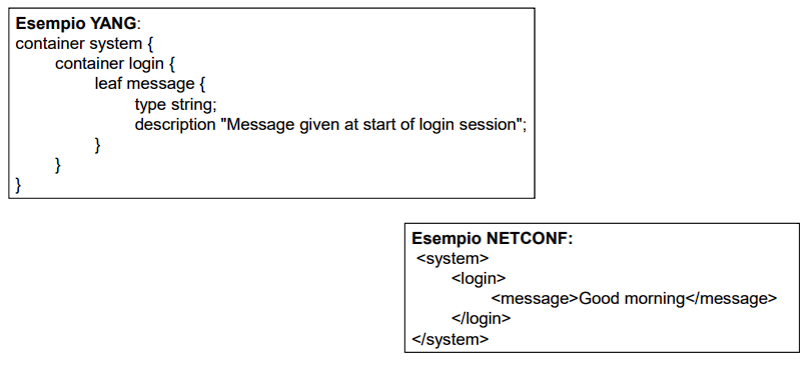 Esempio YANG:
container system {
container login {
leaf message {
type string;
description "Message given at start of login session";
}
}
}
Esempio NETCONF:
<system>
<login>
<message>Good morning</message>
</login>
</system>